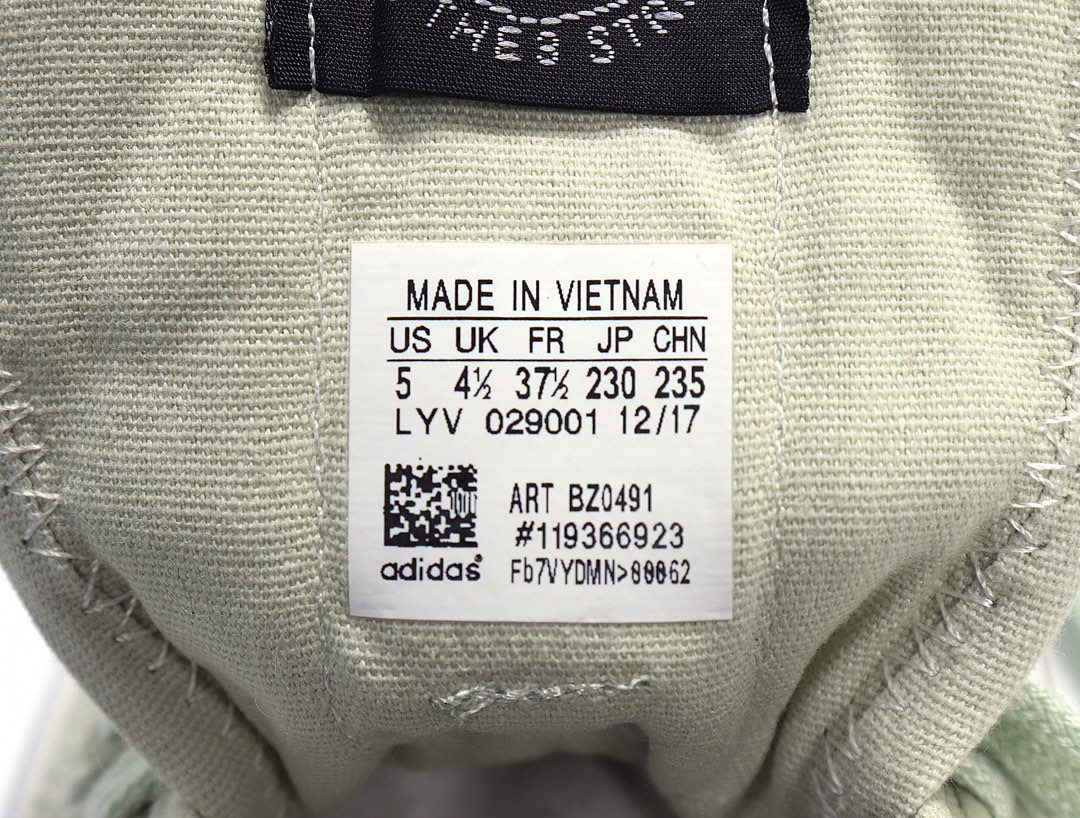 MADE IN VIETNAM
US UK FR JP CHN
5 4½ 37½ 230 235
LYV 029001 12/17
ART BZ0491
#119366923
adidas® Fb7VYDMN>80062